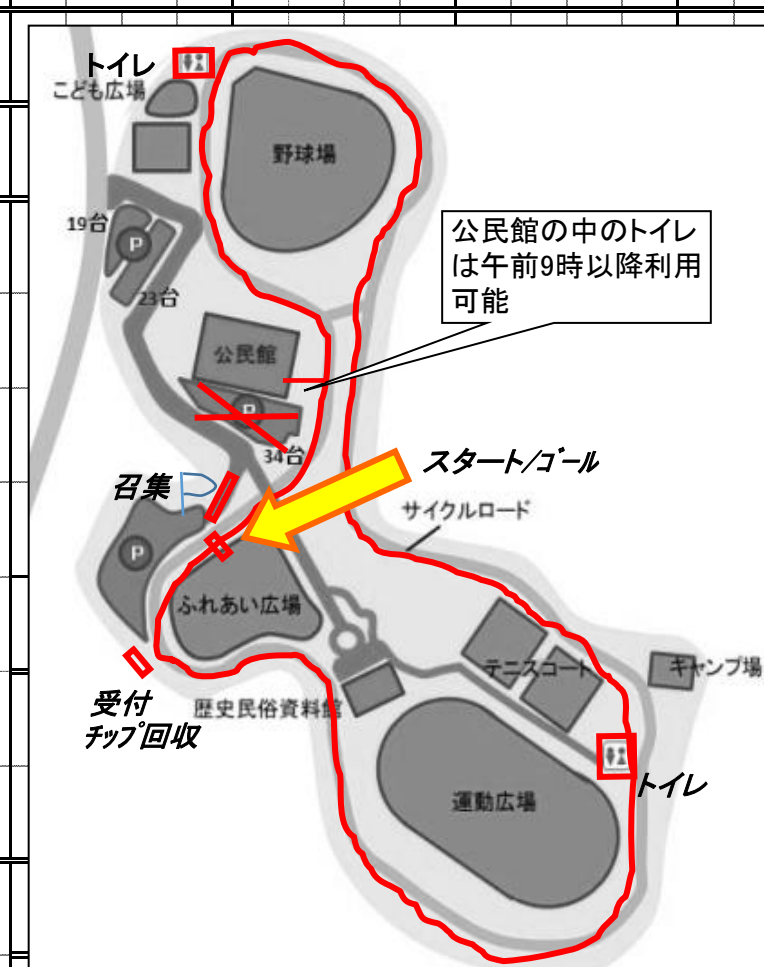 トイレ
こども広場
野球場
19台
P
23台
公民館の中のトイレ
は午前9時以降利用
可能
公民館
P
34台
スタート/ゴール
召集
サイクルロード
P
ふれあい広場
テニスコート
キャンプ場
受付
チップ回収
歴史民俗資料館
トイレ
運動広場